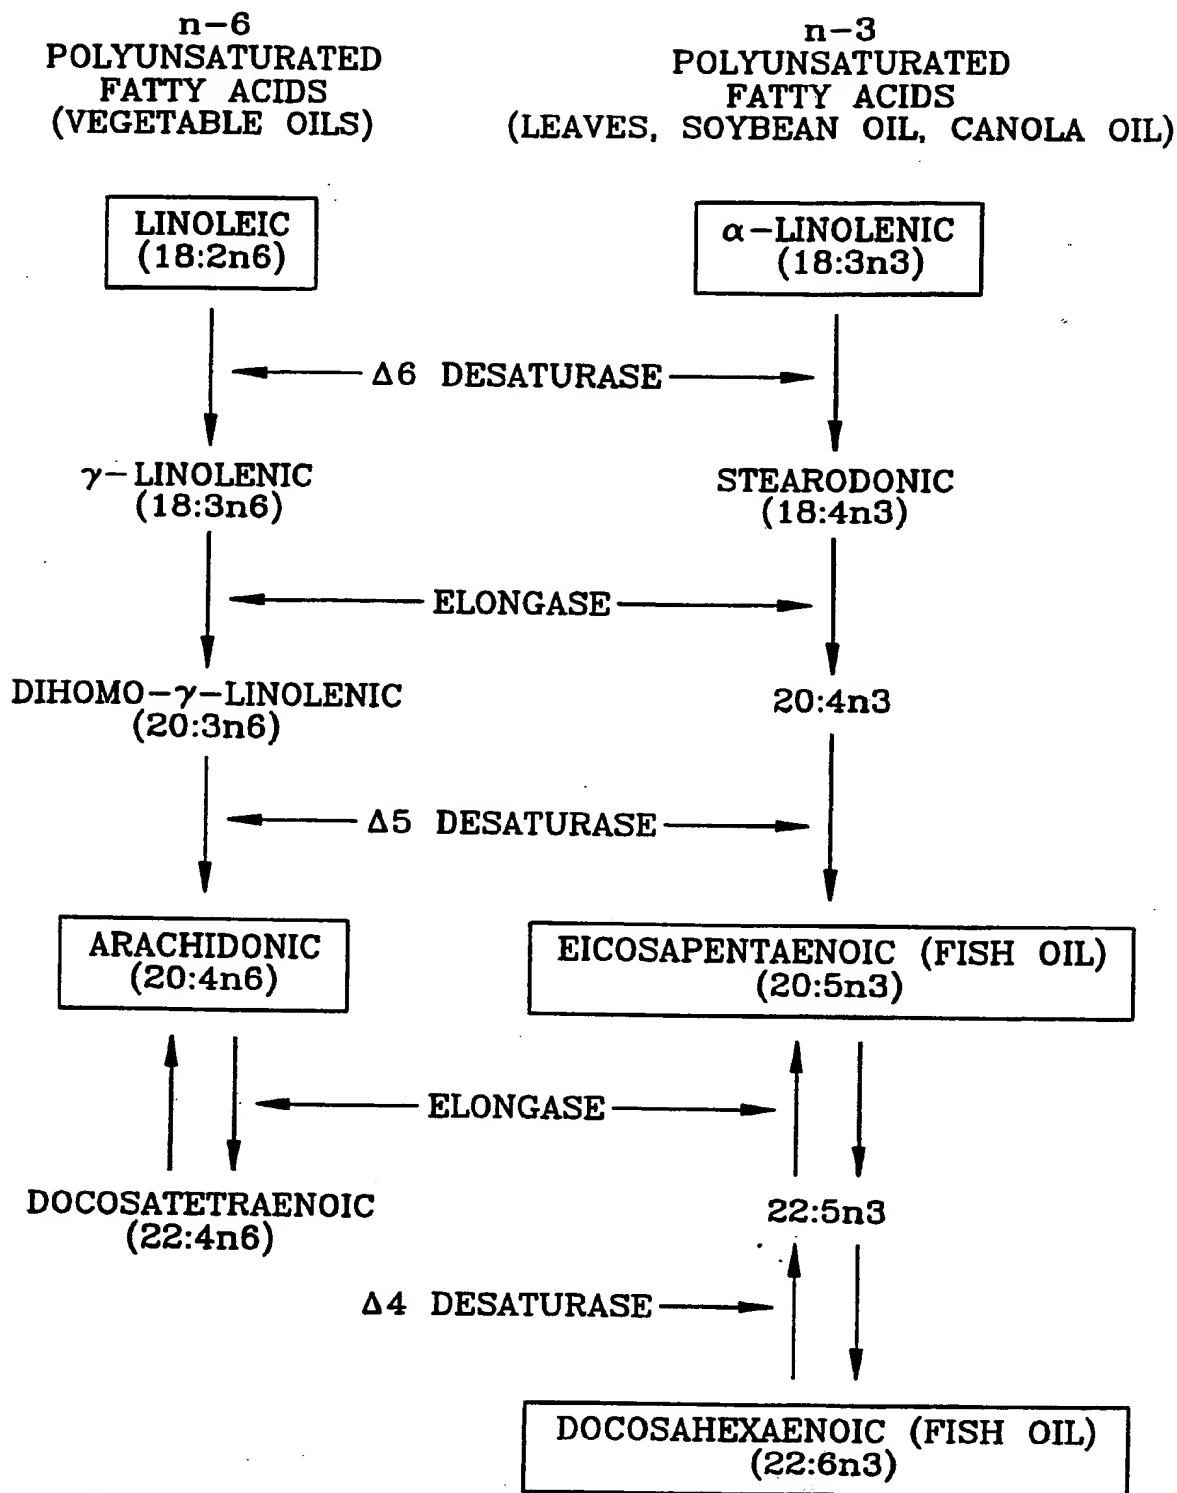 n-6
POLYUNSATURATED
FATTY ACIDS
(VEGETABLE OILS)
n-3
POLYUNSATURATED
FATTY ACIDS
(LEAVES, SOYBEAN OIL, CANOLA OIL)
LINOLEIC
(18:2n6)
α-LINOLENIC
(18:3n3)
Δ6 DESATURASE
γ-LINOLENIC
(18:3n6)
STEARODONIC
(18:4n3)
ELONGASE
DIHOMO-γ-LINOLENIC
(20:3n6)
20:4n3
Δ5 DESATURASE
ARACHIDONIC
(20:4n6)
EICOSAPENTAENOIC (FISH OIL)
(20:5n3)
ELONGASE
DOCOSATETRAENOIC
(22:4n6)
22:5n3
Δ4 DESATURASE
DOCOSAHEXAENOIC (FISH OIL)
(22:6n3)